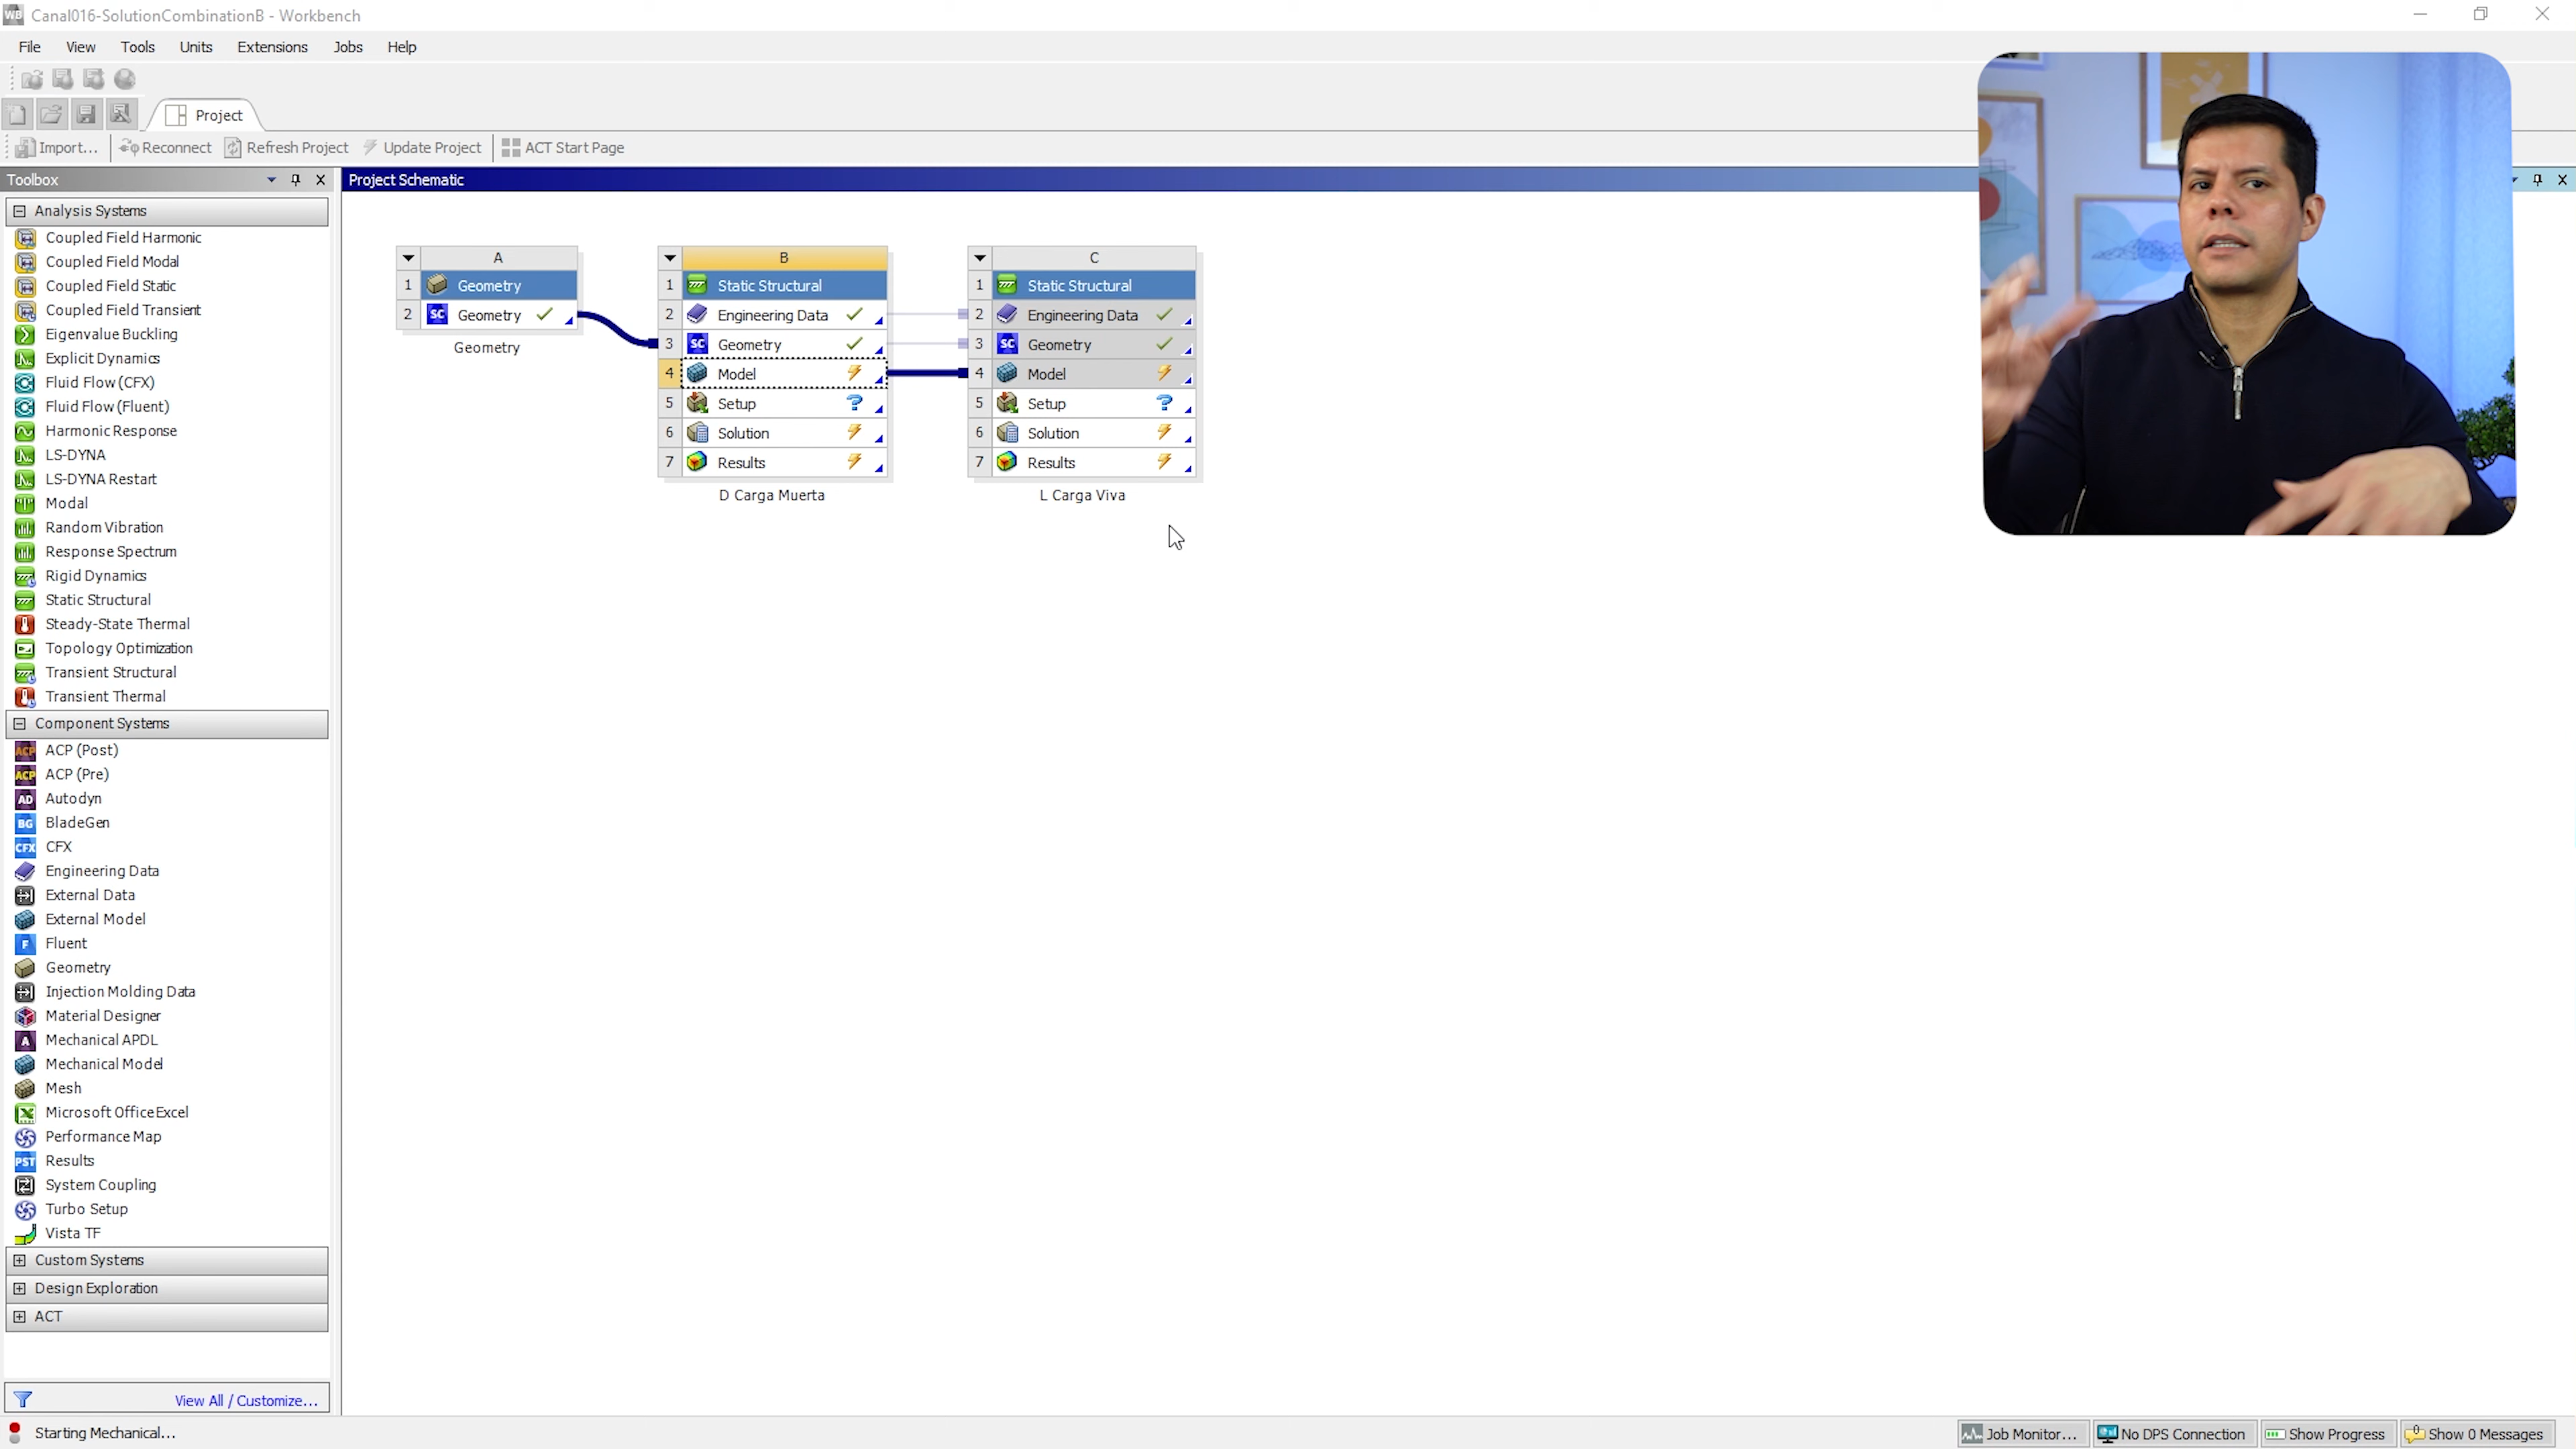 Canal016-SolutionCombinationB - Workbench
File View Tools Units Extensions Jobs Help
Project
Import... Reconnect Refresh Project Update Project ACT Start Page
Toolbox
Analysis Systems
Coupled Field Harmonic
Coupled Field Modal
Coupled Field Static
Coupled Field Transient
Eigenvalue Buckling
Explicit Dynamics
Fluid Flow (CFX)
Fluid Flow (Fluent)
Harmonic Response
LS-DYNA
LS-DYNA Restart
Modal
Random Vibration
Response Spectrum
Rigid Dynamics
Static Structural
Steady-State Thermal
Topology Optimization
Transient Structural
Transient Thermal
Component Systems
ACP (Post)
ACP (Pre)
Autodyn
BladeGen
CFX
Engineering Data
External Data
External Model
Fluent
Geometry
Injection Molding Data
Material Designer
Mechanical APDL
Mechanical Model
Mesh
Microsoft Office Excel
Performance Map
Results
System Coupling
Turbo Setup
Vista TF
Custom Systems
Design Exploration
ACT
View All / Customize...
Project Schematic
A
1 Geometry
2 SC Geometry
Geometry
B
1 Static Structural
2 Engineering Data
3 SC Geometry
4 Model
5 Setup ?
6 Solution
7 Results
D Carga Muerta
C
1 Static Structural
2 Engineering Data
3 SC Geometry
4 Model
5 Setup ?
6 Solution
7 Results
L Carga Viva
Starting Mechanical...
Job Monitor... No DPS Connection Show Progress Show 0 Messages